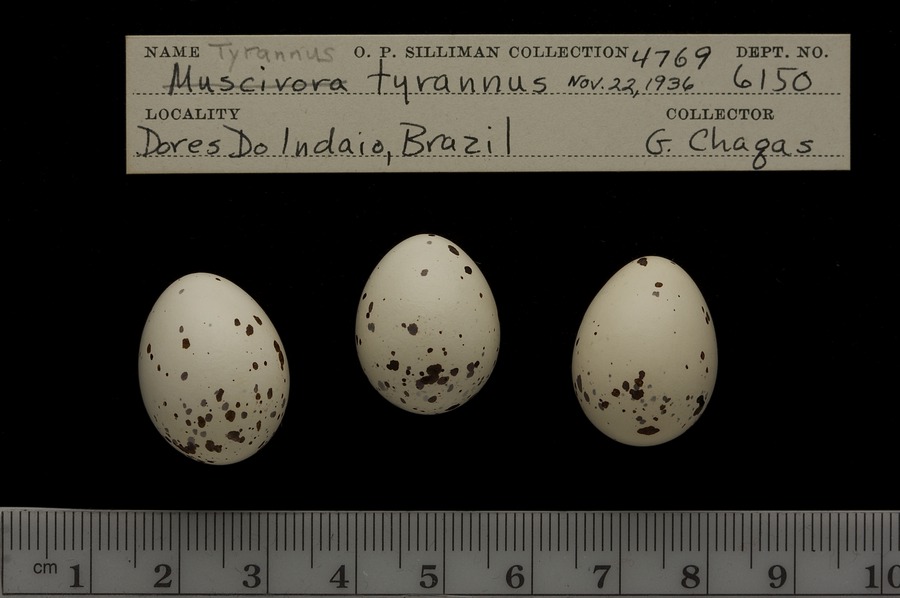 NAME Tyrannus O. P. SILLIMAN COLLECTION 4769 DEPT. NO.
Muscivora tyrannus Nov. 22, 1936 6150
LOCALITY COLLECTOR
Dores Do Indaio, Brazil G. Chagas
cm 1 2 3 4 5 6 7 8 9 10